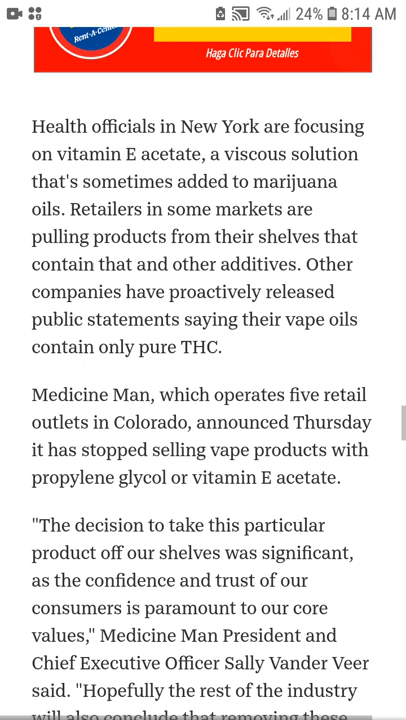 24% 8:14 AM
Rent-A-Center
Haga Clic Para Detalles
Health officials in New York are focusing
on vitamin E acetate, a viscous solution
that's sometimes added to marijuana
oils. Retailers in some markets are
pulling products from their shelves that
contain that and other additives. Other
companies have proactively released
public statements saying their vape oils
contain only pure THC.
Medicine Man, which operates five retail
outlets in Colorado, announced Thursday
it has stopped selling vape products with
propylene glycol or vitamin E acetate.
"The decision to take this particular
product off our shelves was significant,
as the confidence and trust of our
consumers is paramount to our core
values," Medicine Man President and
Chief Executive Officer Sally Vander Veer
said. "Hopefully the rest of the industry
will also conclude that removing these